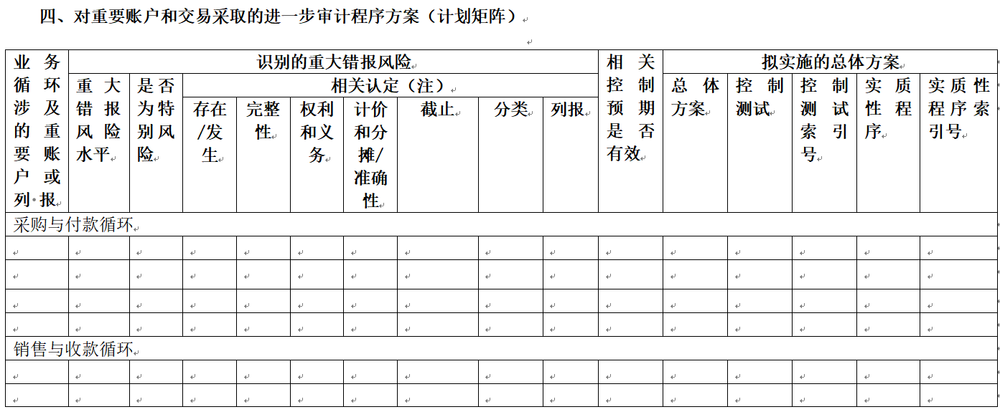 四、对重要账户和交易采取的进一步审计程序方案（计划矩阵）
业务循环涉及的重要账户或列报
识别的重大错报风险
相关控制预期是否有效
拟实施的总体方案
重大错报风险水平
是否为特别风险
相关认定（注）
总体方案
控制测试
控制测试索引号
实质性程序
实质性程序索引号
存在/发生
完整性
权利和义务
计价和分摊/准确性
截止
分类
列报
采购与付款循环
销售与收款循环